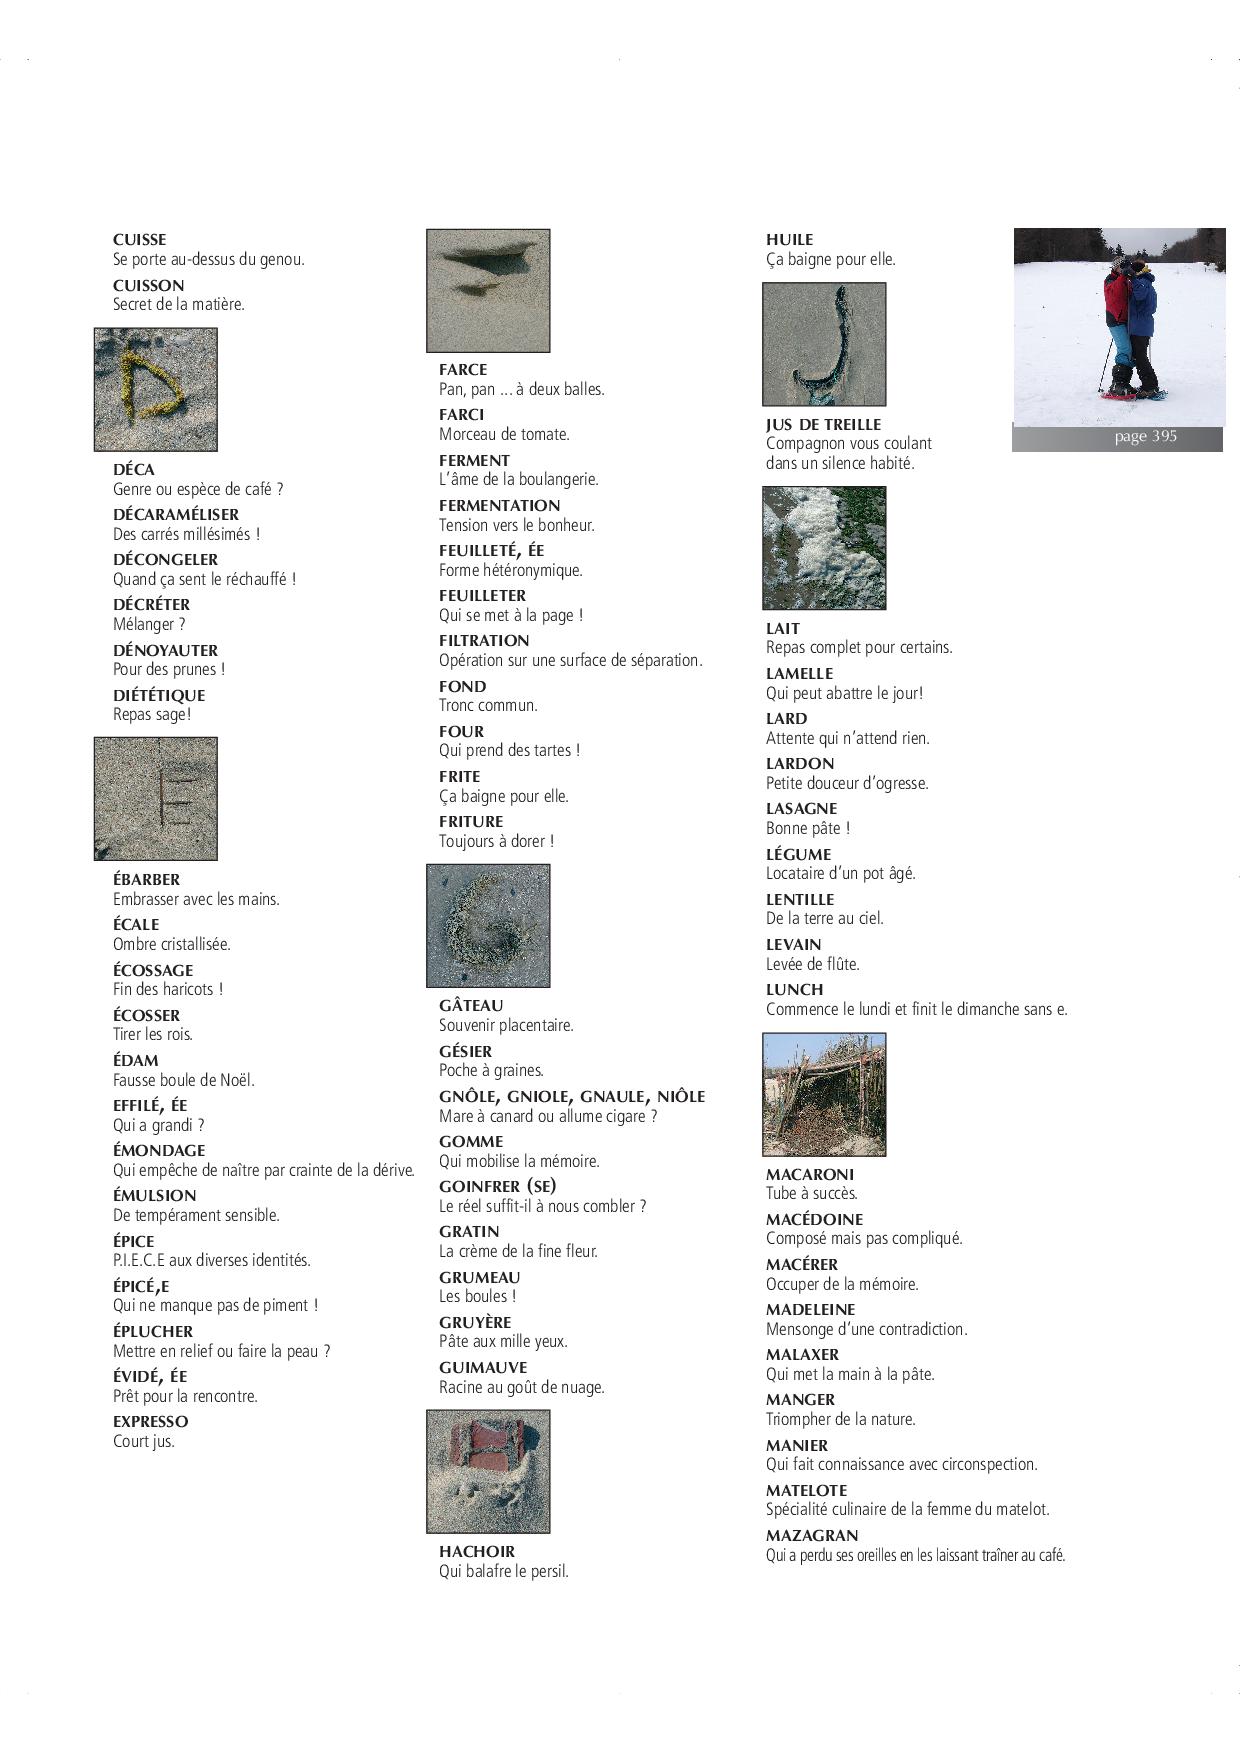 CUISSE
Se porte au-dessus du genou.
CUISSON
Secret de la matière.
D
DÉCA
Genre ou espèce de café ?
DÉCARAMÉLISER
Des carrés millésimés !
DÉCONGELER
Quand ça sent le réchauffé !
DÉCRÉTER
Mélanger ?
DÉNOYAUTER
Pour des prunes !
DIÉTÉTIQUE
Repas sage!
E
ÉBARBER
Embrasser avec les mains.
ÉCALE
Ombre cristallisée.
ÉCOSSAGE
Fin des haricots !
ÉCOSSER
Tirer les rois.
ÉDAM
Fausse boule de Noël.
EFFILÉ, ÉE
Qui a grandi ?
ÉMONDAGE
Qui empêche de naître par crainte de la dérive.
ÉMULSION
De tempérament sensible.
ÉPICE
P.I.E.C.E aux diverses identités.
ÉPICÉ,E
Qui ne manque pas de piment !
ÉPLUCHER
Mettre en relief ou faire la peau ?
ÉVIDÉ, ÉE
Prêt pour la rencontre.
EXPRESSO
Court jus.
FARCE
Pan, pan ... à deux balles.
FARCI
Morceau de tomate.
FERMENT
L'âme de la boulangerie.
FERMENTATION
Tension vers le bonheur.
FEUILLETÉ, ÉE
Forme hétéronymique.
FEUILLETER
Qui se met à la page !
FILTRATION
Opération sur une surface de séparation.
FOND
Tronc commun.
FOUR
Qui prend des tartes !
FRITE
Ça baigne pour elle.
FRITURE
Toujours à dorer !
G
GÂTEAU
Souvenir placentaire.
GÉSIER
Poche à graines.
GNÔLE, GNIOLE, GNAULE, NIÔLE
Mare à canard ou allume cigare ?
GOMME
Qui mobilise la mémoire.
GOINFRER (SE)
Le réel suffit-il à nous combler ?
GRATIN
La crème de la fine fleur.
GRUMEAU
Les boules !
GRUYÈRE
Pâte aux mille yeux.
GUIMAUVE
Racine au goût de nuage.
H
HACHOIR
Qui balafre le persil.
HUILE
Ça baigne pour elle.
J
JUS DE TREILLE
Compagnon vous coulant
dans un silence habité.
LAIT
Repas complet pour certains.
LAMELLE
Qui peut abattre le jour!
LARD
Attente qui n'attend rien.
LARDON
Petite douceur d'ogresse.
LASAGNE
Bonne pâte !
LÉGUME
Locataire d'un pot âgé.
LENTILLE
De la terre au ciel.
LEVAIN
Levée de flûte.
LUNCH
Commence le lundi et finit le dimanche sans e.
MACARONI
Tube à succès.
MACÉDOINE
Composé mais pas compliqué.
MACÉRER
Occuper de la mémoire.
MADELEINE
Mensonge d'une contradiction.
MALAXER
Qui met la main à la pâte.
MANGER
Triompher de la nature.
MANIER
Qui fait connaissance avec circonspection.
MATELOTE
Spécialité culinaire de la femme du matelot.
MAZAGRAN
Qui a perdu ses oreilles en les laissant traîner au café.
page 395